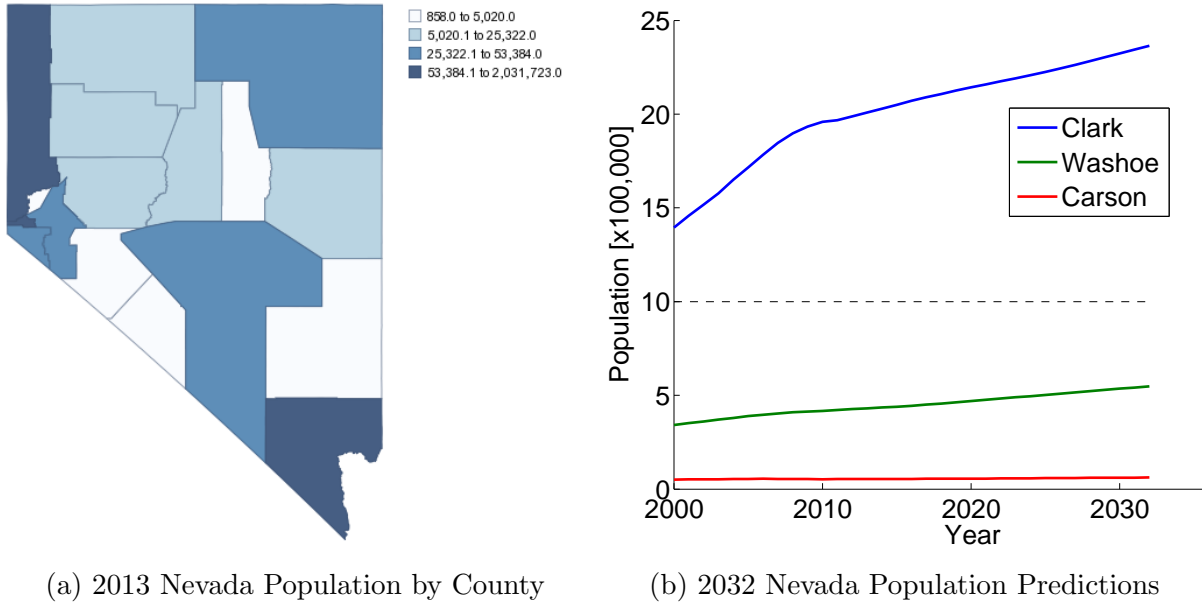 858.0 to 5,020.0
5,020.1 to 25,322.0
25,322.1 to 53,384.0
53,384.1 to 2,031,723.0
(a) 2013 Nevada Population by County
Population [x100,000]
25
20
15
10
5
0
2000 2010 2020 2030
Year
Clark
Washoe
Carson
(b) 2032 Nevada Population Predictions